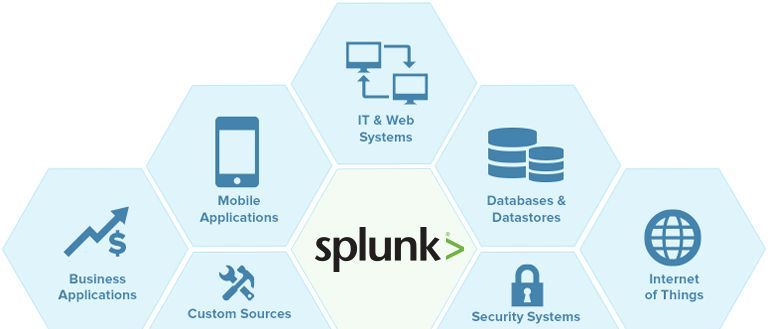 IT & Web
Systems
Mobile
Applications
Databases &
Datastores
Business
Applications
splunk>
Internet
of Things
Custom Sources
Security Systems